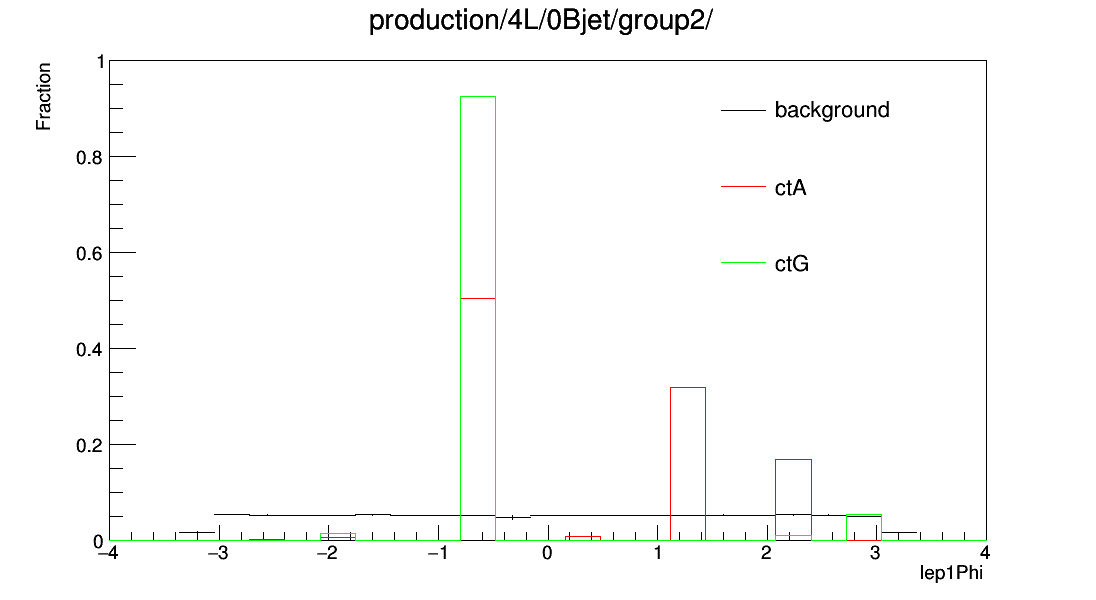 production/4L/0Bjet/group2/
Fraction
1
0.8
0.6
0.4
0.2
0
background
ctA
ctG
−4 −3 −2 −1 0 1 2 3 4
lep1Phi